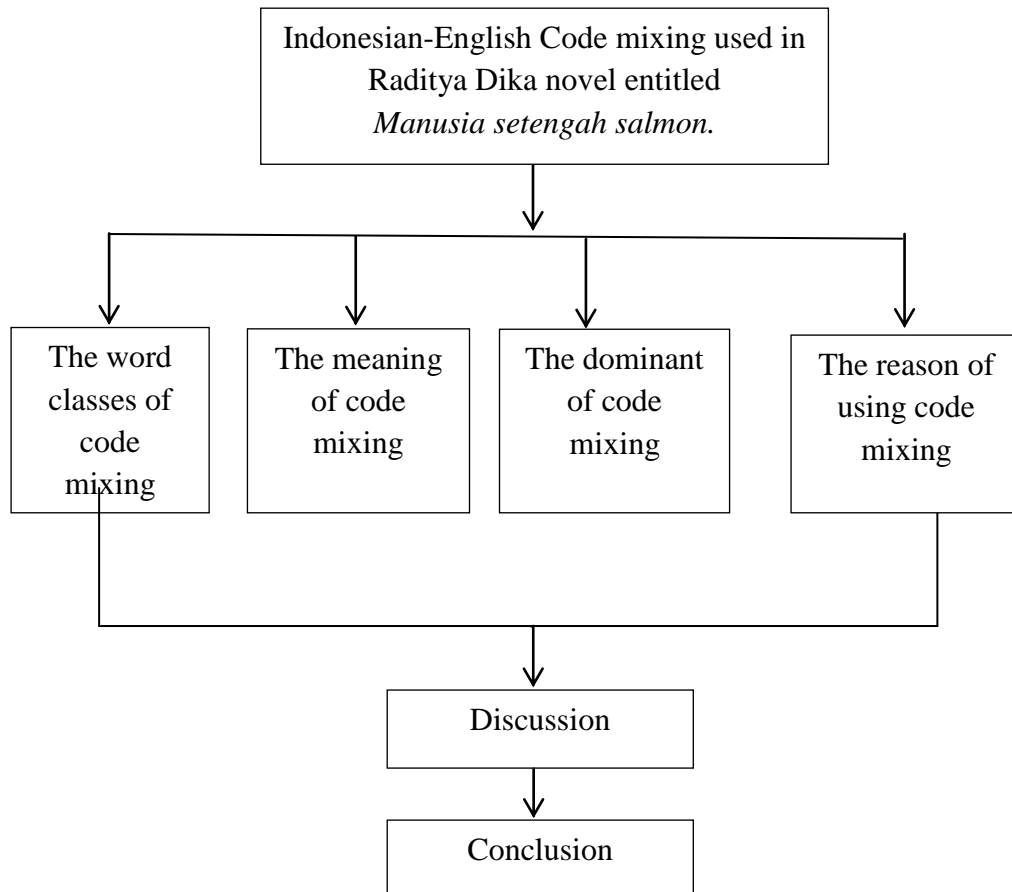 Indonesian-English Code mixing used in
Raditya Dika novel entitled
Manusia setengah salmon.
The word
classes of
code
mixing
The meaning
of code
mixing
The dominant
of code
mixing
The reason of
using code
mixing
Discussion
Conclusion